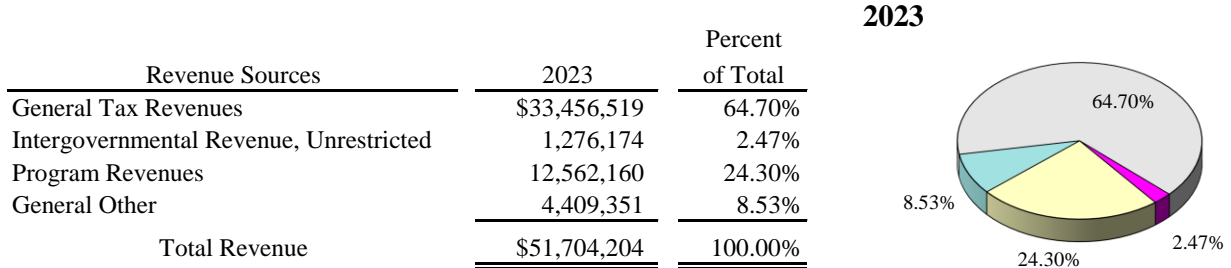 2023
Percent
Revenue Sources 2023 of Total
General Tax Revenues $33,456,519 64.70%
Intergovernmental Revenue, Unrestricted 1,276,174 2.47%
Program Revenues 12,562,160 24.30%
General Other 4,409,351 8.53%
Total Revenue $51,704,204 100.00%
64.70%
8.53%
2.47%
24.30%